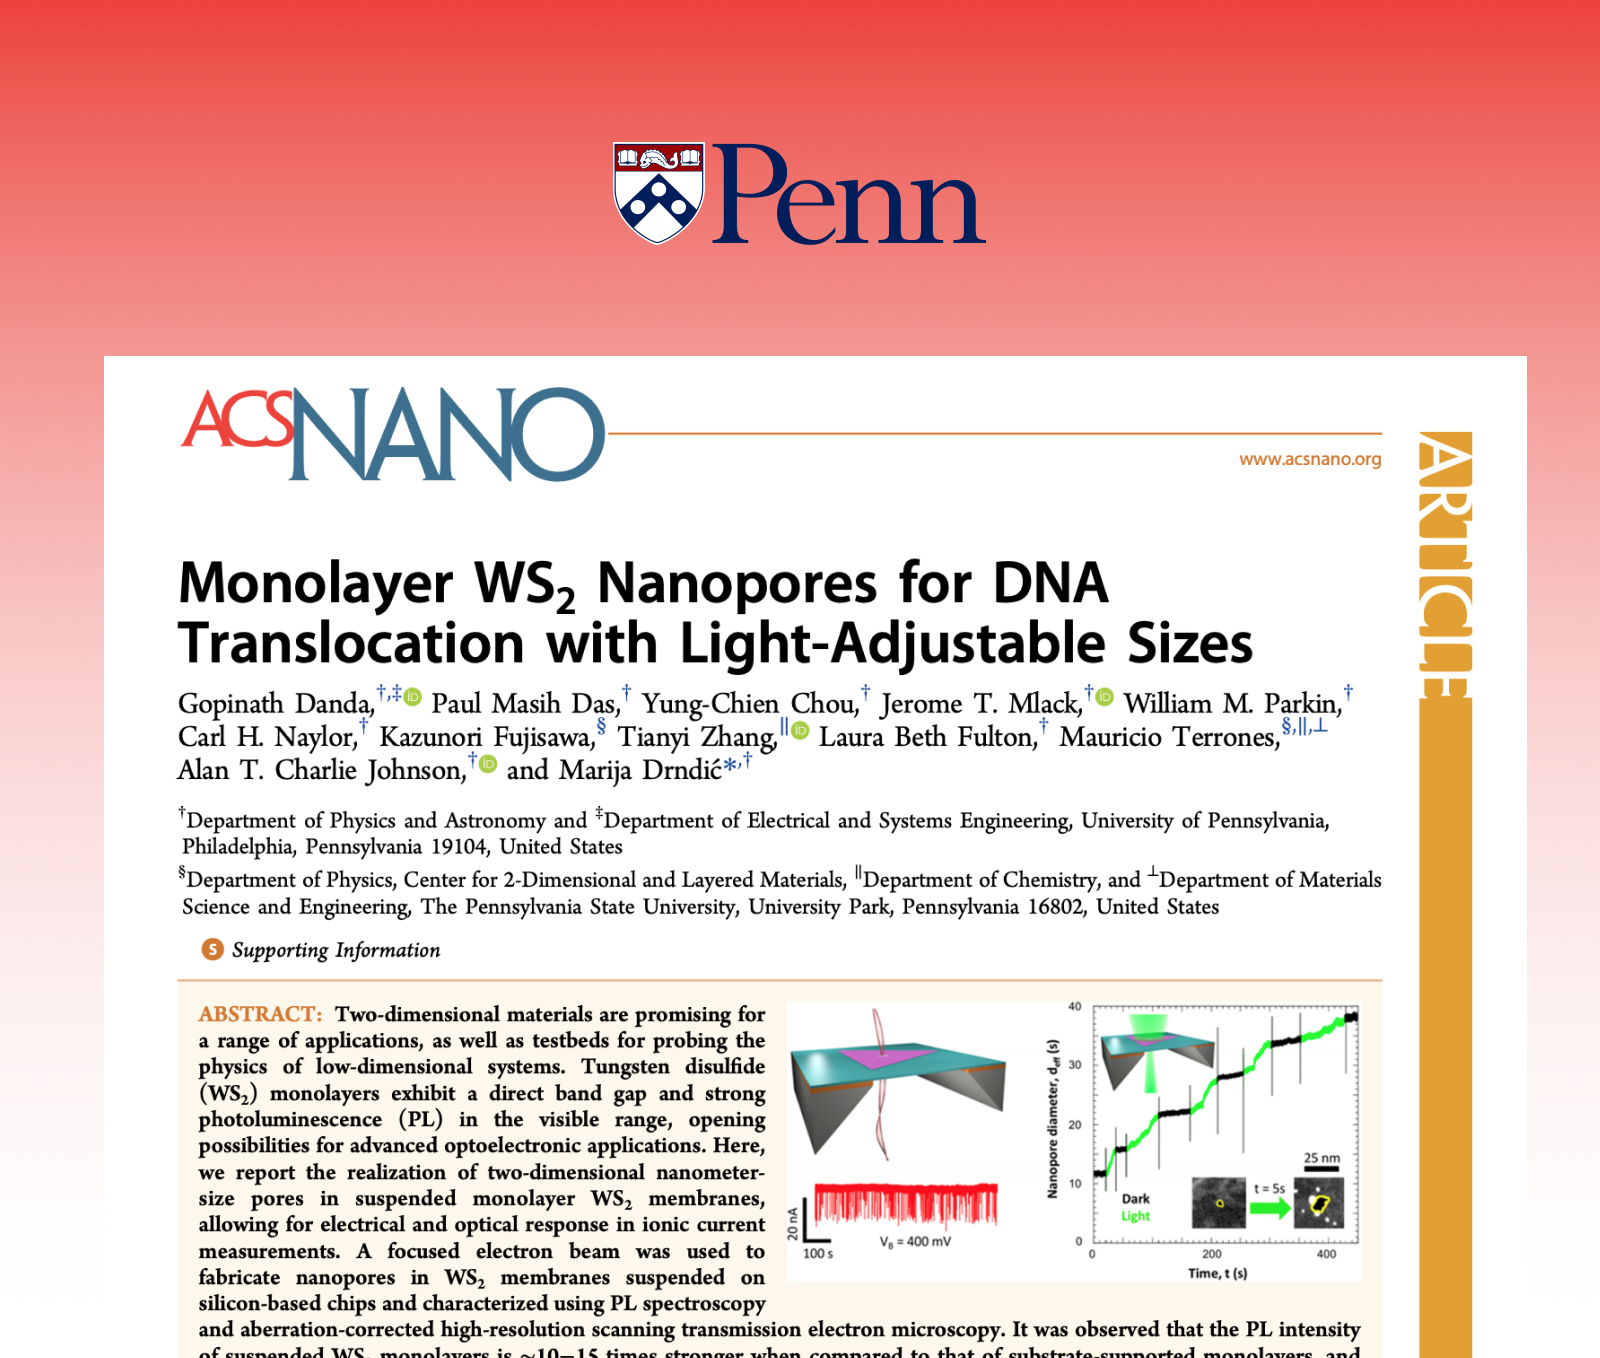 Penn
ACSNANO
www.acsnano.org
ARTICLE
Monolayer WS₂ Nanopores for DNA
Translocation with Light-Adjustable Sizes
Gopinath Danda,†,‡ iD Paul Masih Das,† Yung-Chien Chou,† Jerome T. Mlack,† iD William M. Parkin,†
Carl H. Naylor,† Kazunori Fujisawa,§ Tianyi Zhang,∥ iD Laura Beth Fulton,† Mauricio Terrones,§,∥,⊥
Alan T. Charlie Johnson,† iD and Marija Drndić*,†
†Department of Physics and Astronomy and ‡Department of Electrical and Systems Engineering, University of Pennsylvania,
Philadelphia, Pennsylvania 19104, United States
§Department of Physics, Center for 2-Dimensional and Layered Materials, ∥Department of Chemistry, and ⊥Department of Materials
Science and Engineering, The Pennsylvania State University, University Park, Pennsylvania 16802, United States
S Supporting Information
ABSTRACT: Two-dimensional materials are promising for
a range of applications, as well as testbeds for probing the
physics of low-dimensional systems. Tungsten disulfide
(WS₂) monolayers exhibit a direct band gap and strong
photoluminescence (PL) in the visible range, opening
possibilities for advanced optoelectronic applications. Here,
we report the realization of two-dimensional nanometer-
size pores in suspended monolayer WS₂ membranes,
allowing for electrical and optical response in ionic current
measurements. A focused electron beam was used to
fabricate nanopores in WS₂ membranes suspended on
silicon-based chips and characterized using PL spectroscopy
and aberration-corrected high-resolution scanning transmission electron microscopy. It was observed that the PL intensity
of suspended WS₂ monolayers is ~10−15 times stronger when compared to that of substrate-supported monolayers, and
20 nA
100 s
V_B = 400 mV
Nanopore diameter, d_eff (s)
40
30
20
10
0
Dark
Light
t = 5s
25 nm
0
200
400
Time, t (s)